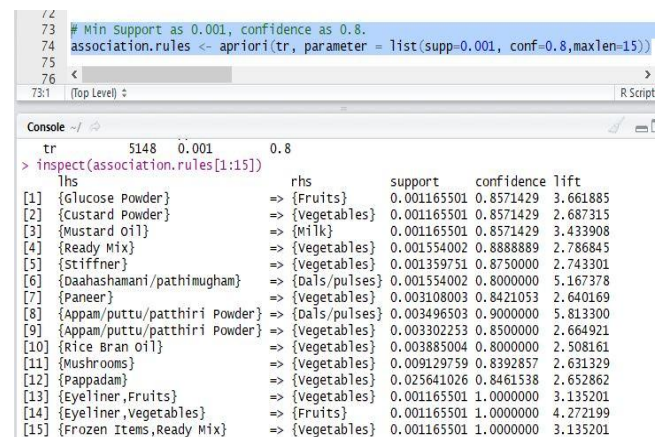 72
73 # Min Support as 0.001, confidence as 0.8.
74 association.rules <- apriori(tr, parameter = list(supp=0.001, conf=0.8,maxlen=15))
75
76
73:1 (Top Level) R Script
Console ~/
tr 5148 0.001 0.8
> inspect(association.rules[1:15])
lhs rhs support confidence lift
[1] {Glucose Powder} => {Fruits} 0.001165501 0.8571429 3.661885
[2] {Custard Powder} => {Vegetables} 0.001165501 0.8571429 2.687315
[3] {Mustard Oil} => {Milk} 0.001165501 0.8571429 3.433908
[4] {Ready Mix} => {Vegetables} 0.001554002 0.8888889 2.786845
[5] {Stiffner} => {Vegetables} 0.001359751 0.8750000 2.743301
[6] {Daahashamani/pathimugham} => {Dals/pulses} 0.001554002 0.8000000 5.167378
[7] {Paneer} => {Vegetables} 0.003108003 0.8421053 2.640169
[8] {Appam/puttu/patthiri Powder} => {Dals/pulses} 0.003496503 0.9000000 5.813300
[9] {Appam/puttu/patthiri Powder} => {Vegetables} 0.003302253 0.8500000 2.664921
[10] {Rice Bran Oil} => {Vegetables} 0.003885004 0.8000000 2.508161
[11] {Mushrooms} => {Vegetables} 0.009129759 0.8392857 2.631329
[12] {Pappadam} => {Vegetables} 0.025641026 0.8461538 2.652862
[13] {Eyeliner,Fruits} => {Vegetables} 0.001165501 1.0000000 3.135201
[14] {Eyeliner,Vegetables} => {Fruits} 0.001165501 1.0000000 4.272199
[15] {Frozen Items,Ready Mix} => {Vegetables} 0.001165501 1.0000000 3.135201